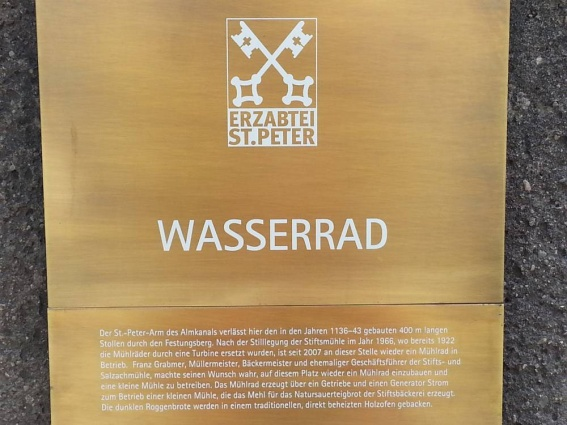 ERZABTEI
ST.PETER
WASSERRAD
Der St.-Peter-Arm des Almkanals verlässt hier den in den Jahren 1136–43 gebauten 400 m langen
Stollen durch den Festungsberg. Nach der Stilllegung der Stiftsmühle im Jahr 1966, wo bereits 1922
die Mühlräder durch eine Turbine ersetzt wurden, ist seit 2007 an dieser Stelle wieder ein Mühlrad in
Betrieb. Franz Grabmer, Müllermeister, Bäckermeister und ehemaliger Geschäftsführer der Stifts- und
Salzachmühle, machte seinen Wunsch wahr, auf diesem Platz wieder ein Mühlrad einzubauen und
eine kleine Mühle zu betreiben. Das Mühlrad erzeugt über ein Getriebe und einen Generator Strom
zum Betrieb einer kleinen Mühle, die das Mehl für das Natursauerteigbrot der Stiftsbäckerei erzeugt.
Die dunklen Roggenbrote werden in einem traditionellen, direkt beheizten Holzofen gebacken.